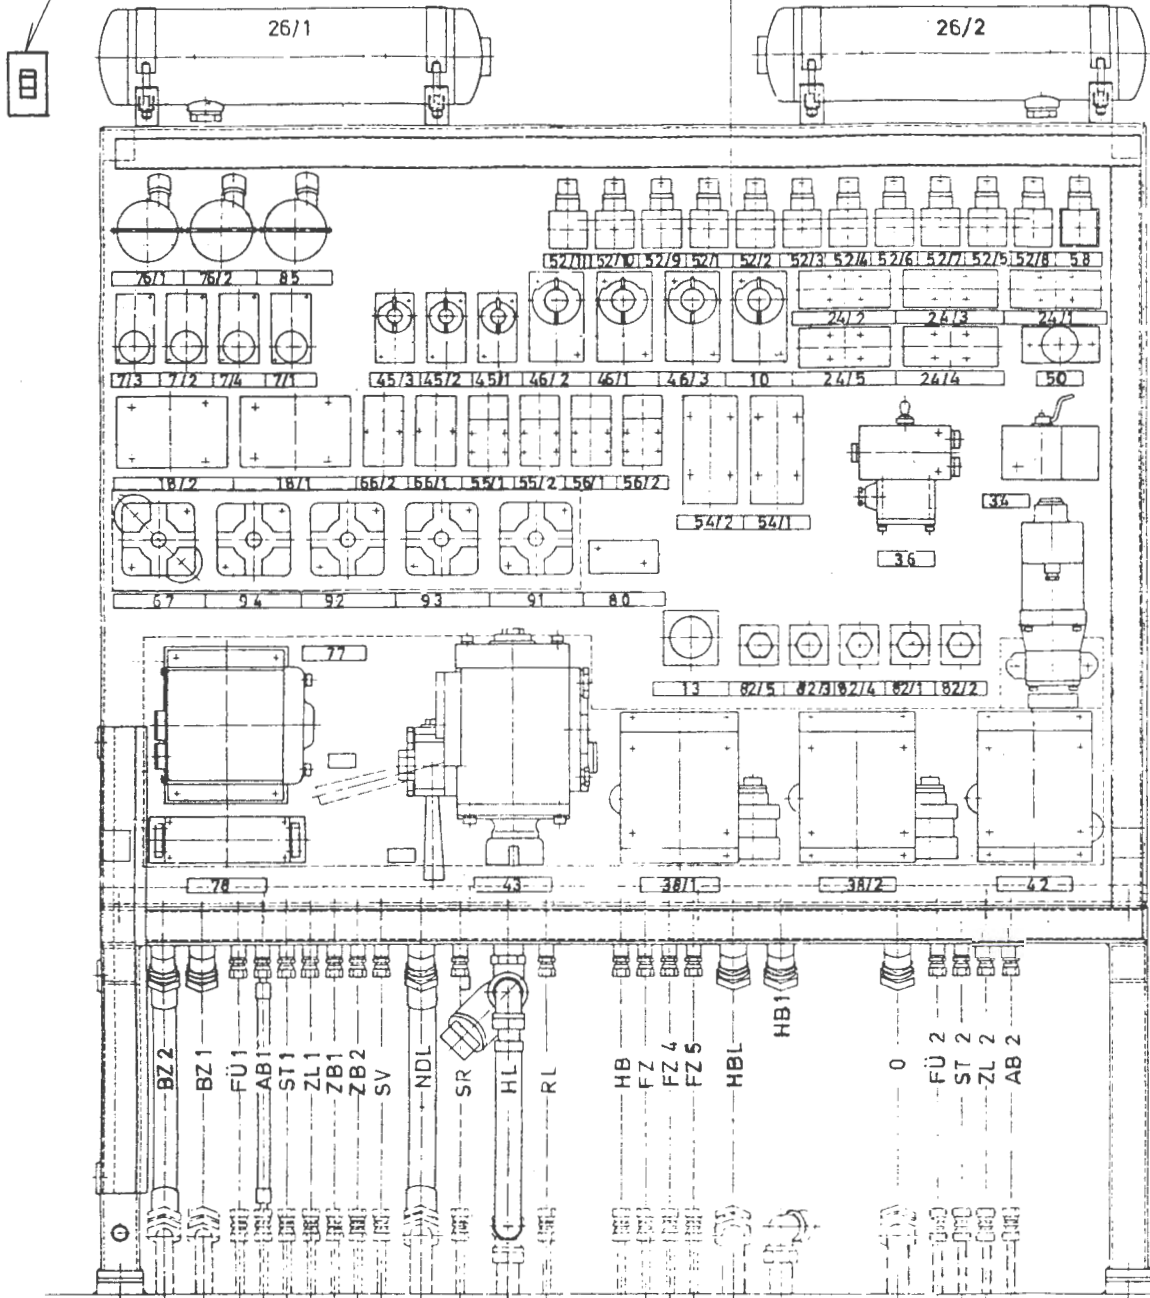 26/1 26/2
52/11 52/10 52/9 52/1 52/2 52/3 52/4 52/6 52/7 52/5 52/8 58
76/1 76/2 85
24/2 24/3 24/1
7/3 7/2 7/4 7/1 45/3 45/2 45/1 46/2 46/1 46/3 10 24/5 24/4 50
18/2 18/1 66/2 66/1 55/1 55/2 56/1 56/2
34
54/2 54/1
36
67 94 92 93 91 80
77
13 82/5 82/3 82/4 82/1 82/2
78 43 38/1 38/2 42
BZ 2
BZ 1
FÜ 1
AB1
ST1
ZL 1
ZB1
ZB 2
SV
NDL
SR
HL
RL
HB
FZ
FZ 4
FZ 5
HBL
HB1
0
FÜ 2
ST 2
ZL 2
AB 2